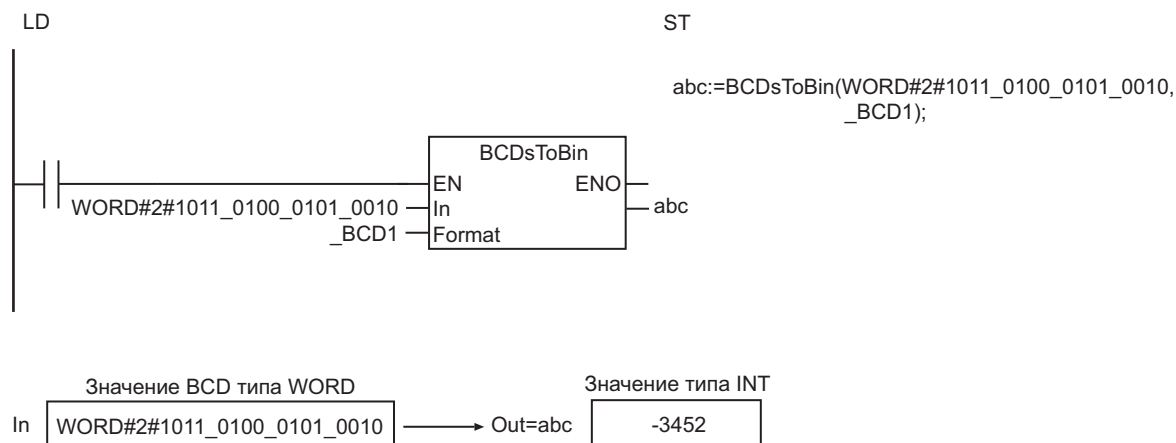 LD
ST
abc:=BCDsToBin(WORD#2#1011_0100_0101_0010,
_BCD1);
BCDsToBin
EN ENO
WORD#2#1011_0100_0101_0010 In abc
_BCD1 Format
Значение BCD типа WORD Значение типа INT
In WORD#2#1011_0100_0101_0010 Out=abc -3452